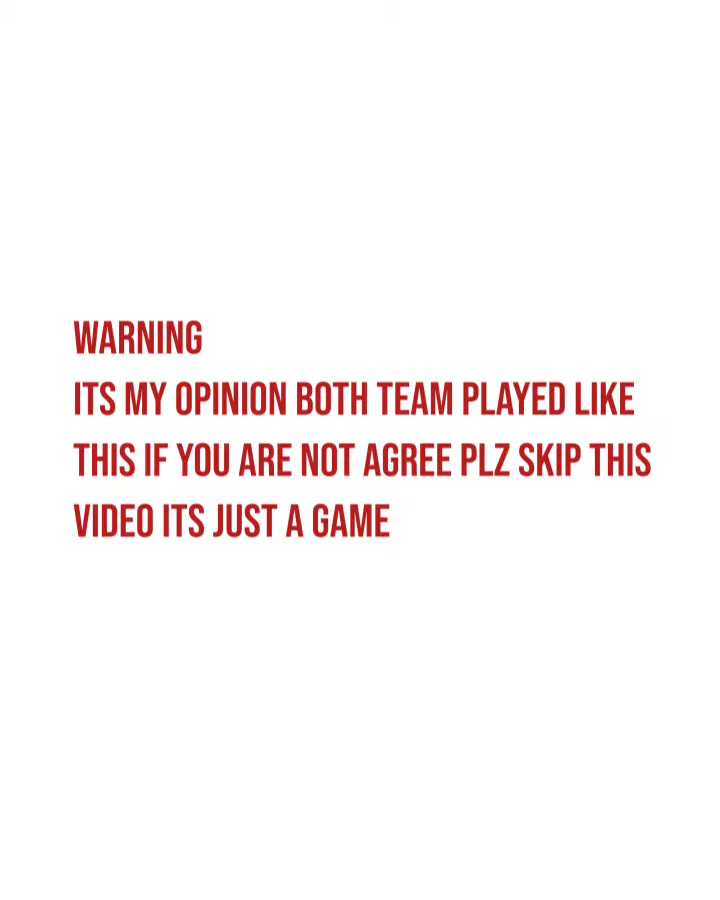 WARNING
ITS MY OPINION BOTH TEAM PLAYED LIKE
THIS IF YOU ARE NOT AGREE PLZ SKIP THIS
VIDEO ITS JUST A GAME